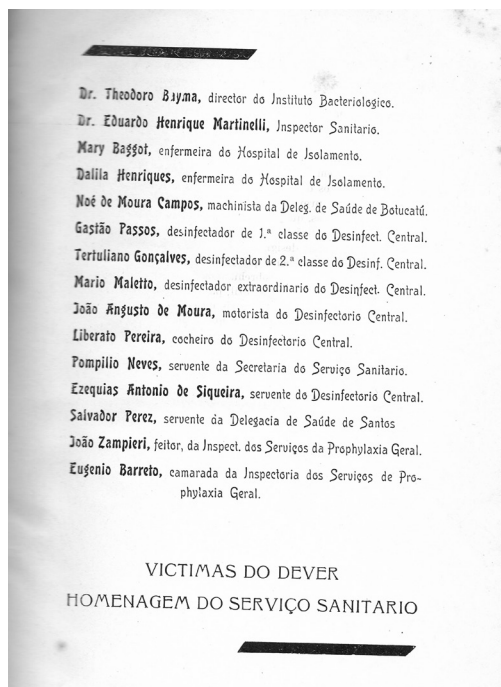 Dr. Theodoro Bayma, director do Instituto Bacteriologico.
Dr. Eduardo Henrique Martinelli, Inspector Sanitario.
Mary Baggot, enfermeira do Hospital de Isolamento.
Dalila Henriques, enfermeira do Hospital de Isolamento.
Noé de Moura Campos, machinista da Deleg. de Saúde de Botucatú.
Gastão Passos, desinfectador de 1.ª classe do Desinfect. Central.
Tertuliano Gonçalves, desinfectador de 2.ª classe do Desinf. Central.
Mario Maletto, desinfectador extraordinario do Desinfect. Central.
João Angusto de Moura, motorista do Desinfectorio Central.
Liberato Pereira, cocheiro do Desinfectorio Central.
Pompilio Neves, servente da Secretaria do Serviço Sanitario.
Ezequias Antonio de Siqueira, servente do Desinfectorio Central.
Salvador Perez, servente da Delegacia de Saúde de Santos
João Zampieri, feitor, da Inspect. dos Serviços da Prophylaxia Geral.
Eugenio Barreto, camarada da Inspectoria dos Serviços de Pro-
phylaxia Geral.
VICTIMAS DO DEVER
HOMENAGEM DO SERVIÇO SANITARIO